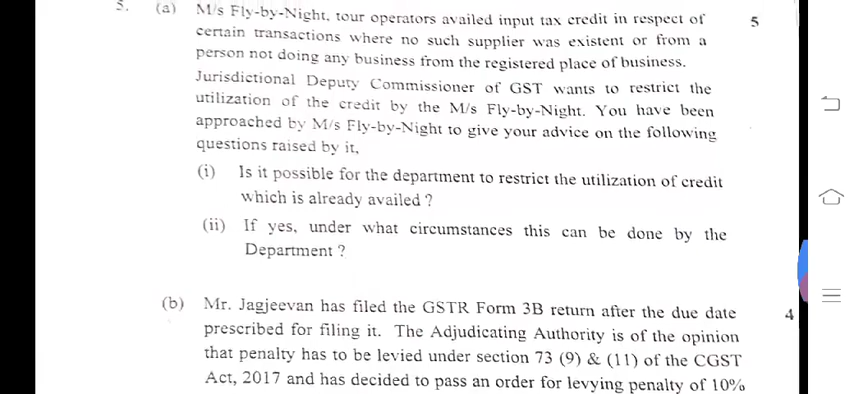 5. (a) M/s Fly-by-Night, tour operators availed input tax credit in respect of 5
certain transactions where no such supplier was existent or from a
person not doing any business from the registered place of business.
Jurisdictional Deputy Commissioner of GST wants to restrict the
utilization of the credit by the M/s Fly-by-Night. You have been
approached by M/s Fly-by-Night to give your advice on the following
questions raised by it,
(i) Is it possible for the department to restrict the utilization of credit
which is already availed ?
(ii) If yes, under what circumstances this can be done by the
Department ?
(b) Mr. Jagjeevan has filed the GSTR Form 3B return after the due date 4
prescribed for filing it. The Adjudicating Authority is of the opinion
that penalty has to be levied under section 73 (9) & (11) of the CGST
Act, 2017 and has decided to pass an order for levying penalty of 10%